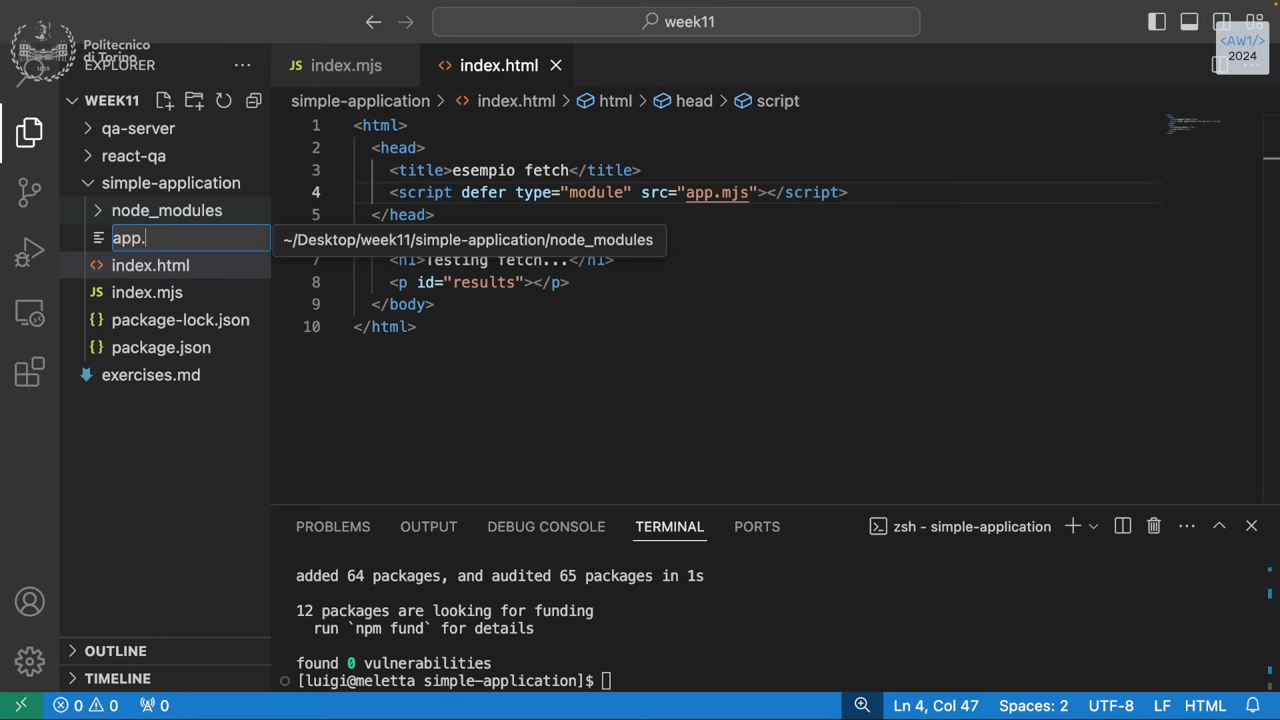 week11
Politecnico
di Torino
<AW1/>
2024
EXPLORER
index.mjs
index.html
WEEK11
qa-server
react-qa
simple-application
node_modules
app.
index.html
index.mjs
package-lock.json
package.json
exercises.md
OUTLINE
TIMELINE
simple-application > index.html > html > head > script
1 <html>
2 <head>
3 <title>esempio fetch</title>
4 <script defer type="module" src="app.mjs"></script>
5 </head>
~/Desktop/week11/simple-application/node_modules
7 <h1>Testing fetch...</h1>
8 <p id="results"></p>
9 </body>
10 </html>
PROBLEMS OUTPUT DEBUG CONSOLE TERMINAL PORTS zsh - simple-application
added 64 packages, and audited 65 packages in 1s
12 packages are looking for funding
run `npm fund` for details
found 0 vulnerabilities
[luigi@meletta simple-application]$
0 0 0 Ln 4, Col 47 Spaces: 2 UTF-8 LF HTML